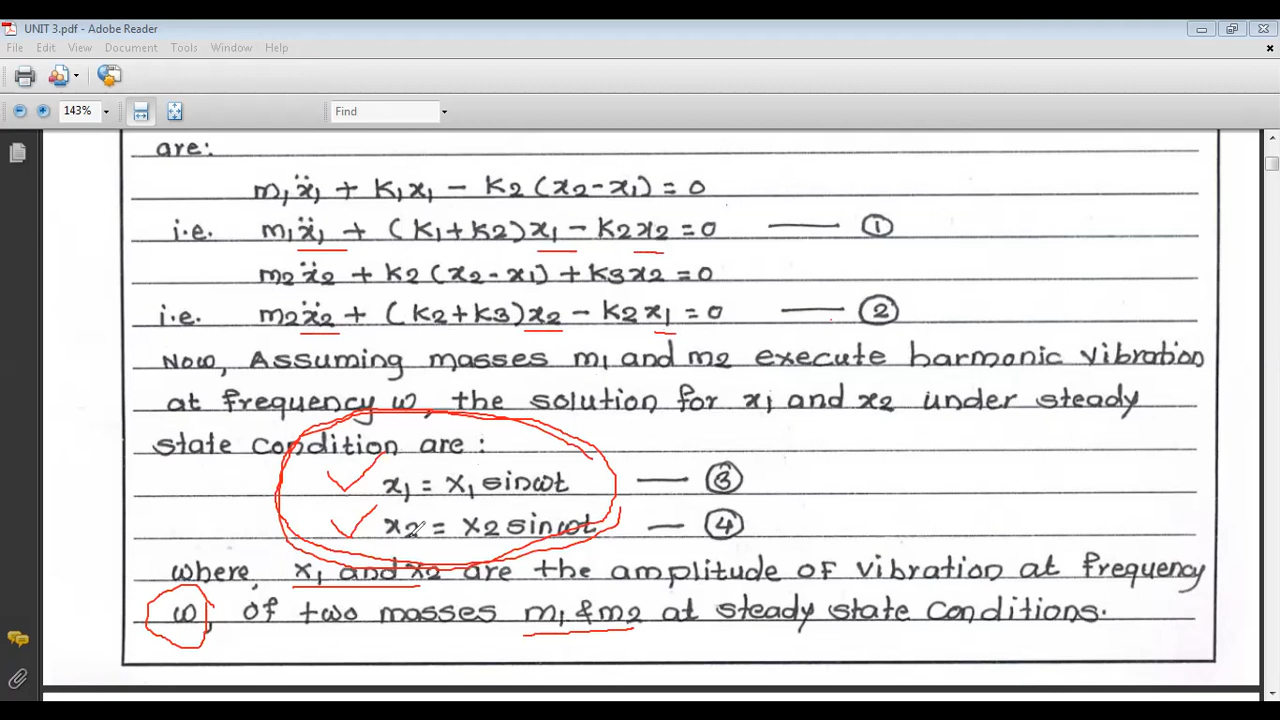 UNIT 3.pdf - Adobe Reader
File Edit View Document Tools Window Help
143% Find
are:
m₁ẍ₁ + K₁x₁ - K₂(x₂-x₁) = 0
i.e. m₁ẍ₁ + (K₁+K₂)x₁ - K₂x₂ = 0 —— ①
m₂ẍ₂ + K₂(x₂-x₁) + K₃x₂ = 0
i.e. m₂ẍ₂ + (K₂+K₃)x₂ - K₂x₁ = 0 —— ②
Now, Assuming masses m₁ and m₂ execute harmonic vibration
at frequency ω, the solution for x₁ and x₂ under steady
state condition are:
x₁ = X₁ sinωt —— ③
x₂ = X₂ sinωt — ④
where, X₁ and X₂ are the amplitude of vibration at frequency
ω, of two masses m₁ & m₂ at steady state conditions.